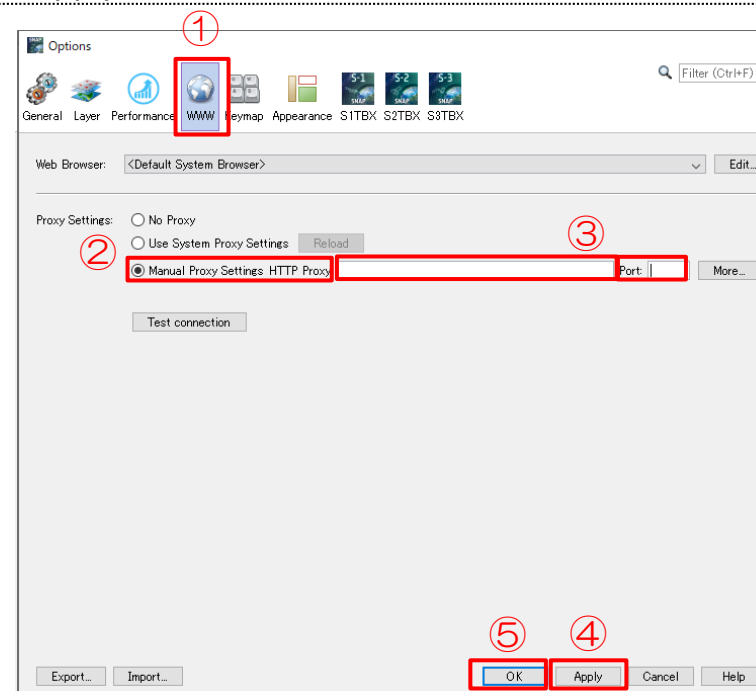 ①
Options
Filter (Ctrl+F)
S-1 SNAP S-2 SNAP S-3 SNAP
General Layer Performance WWW Keymap Appearance S1TBX S2TBX S3TBX
Web Browser: <Default System Browser> Edit...
Proxy Settings: No Proxy
② Use System Proxy Settings Reload ③
Manual Proxy Settings HTTP Proxy Port: More...
Test connection
⑤ ④
Export... Import... OK Apply Cancel Help